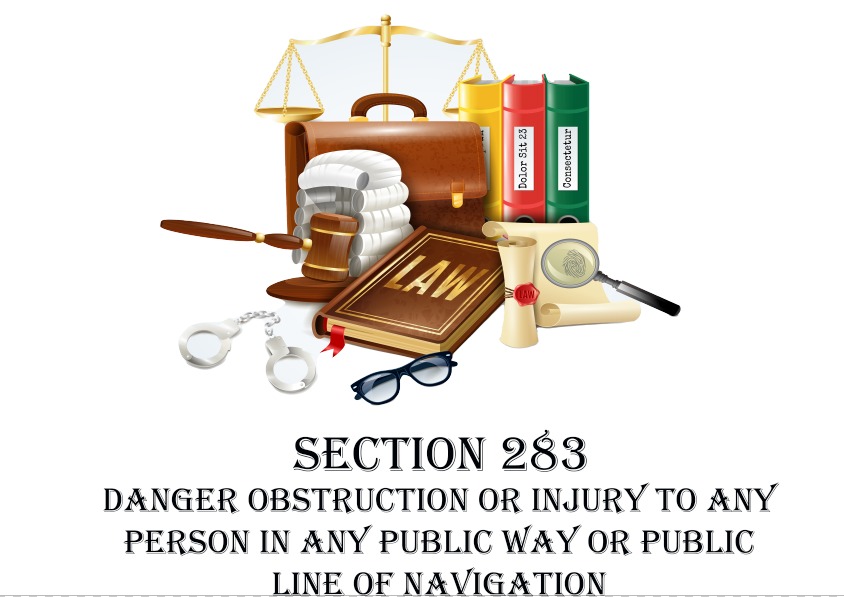 Dolor Sit 23
Consectetur
LAW
LAW
SECTION 283
DANGER OBSTRUCTION OR INJURY TO ANY
PERSON IN ANY PUBLIC WAY OR PUBLIC
LINE OF NAVIGATION